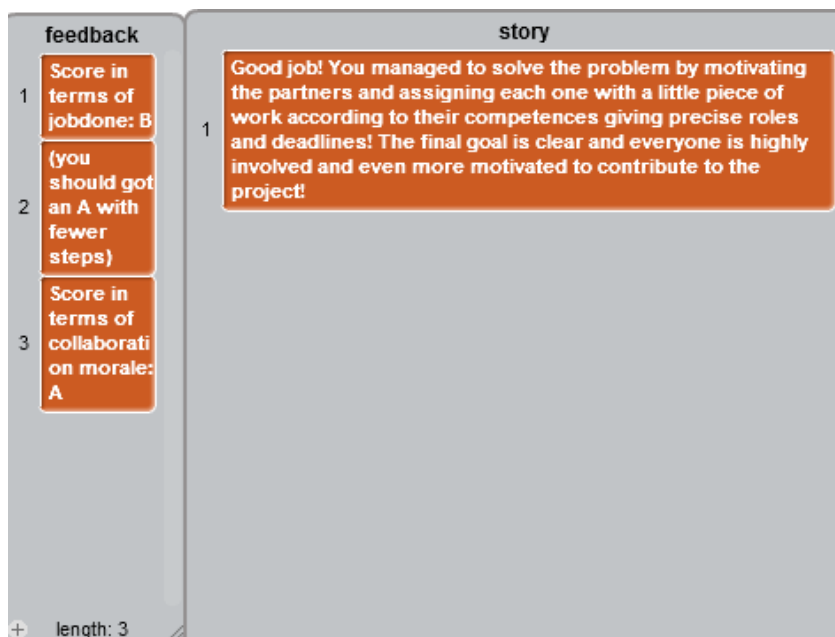 feedback
1
Score in
terms of
jobdone: B
2
(you
should got
an A with
fewer
steps)
3
Score in
terms of
collaborati
on morale:
A
+ length: 3
story
1
Good job! You managed to solve the problem by motivating
the partners and assigning each one with a little piece of
work according to their competences giving precise roles
and deadlines! The final goal is clear and everyone is highly
involved and even more motivated to contribute to the
project!